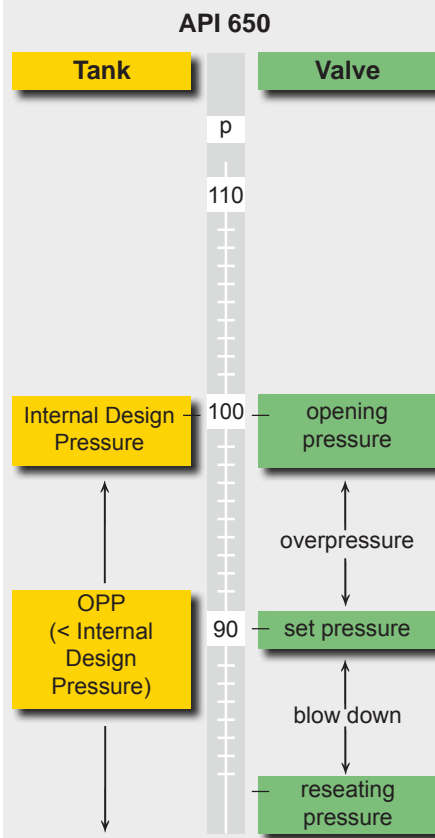 API 650
Tank
Valve
p
110
Internal Design
Pressure
100
opening
pressure
overpressure
OPP
(< Internal
Design
Pressure)
90
set pressure
blow down
reseating
pressure